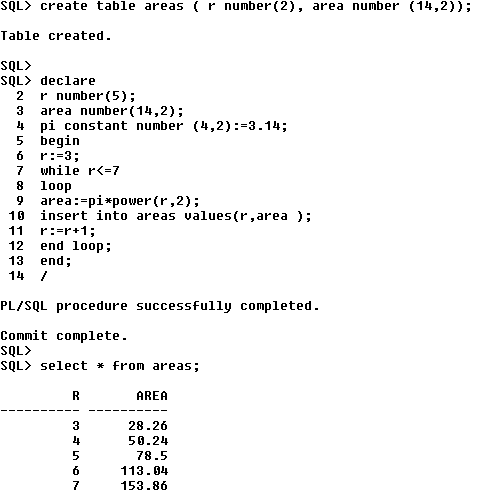 SQL> create table areas ( r number(2), area number (14,2));
Table created.
SQL>
SQL> declare
2 r number(5);
3 area number(14,2);
4 pi constant number (4,2):=3.14;
5 begin
6 r:=3;
7 while r<=7
8 loop
9 area:=pi*power(r,2);
10 insert into areas values(r,area );
11 r:=r+1;
12 end loop;
13 end;
14 /
PL/SQL procedure successfully completed.
Commit complete.
SQL>
SQL> select * from areas;
R AREA
---------- ----------
3 28.26
4 50.24
5 78.5
6 113.04
7 153.86